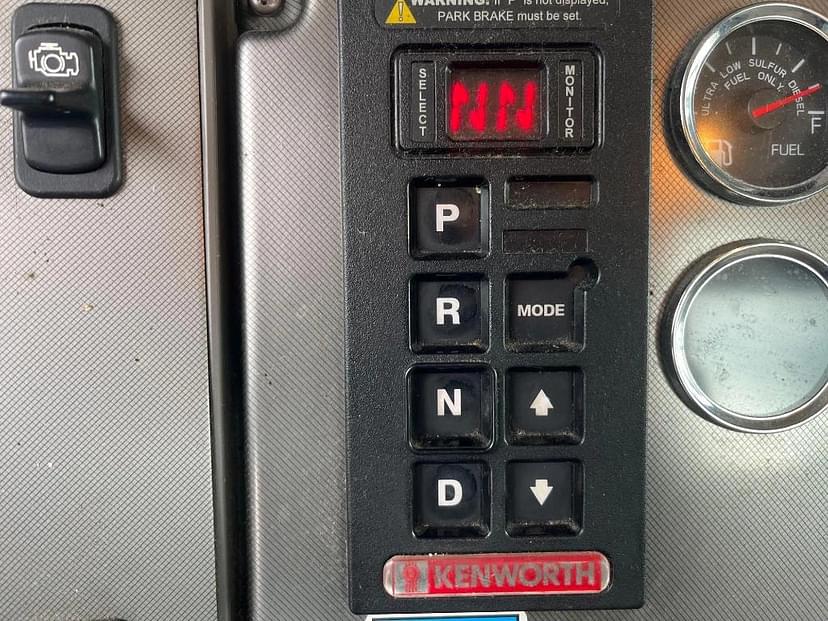 WARNING: If "P" is not displayed,
PARK BRAKE must be set.
SELECT
NN
MONITOR
ULTRA LOW SULFUR DIESEL
FUEL ONLY
F
FUEL
P
R
MODE
N
D
KENWORTH